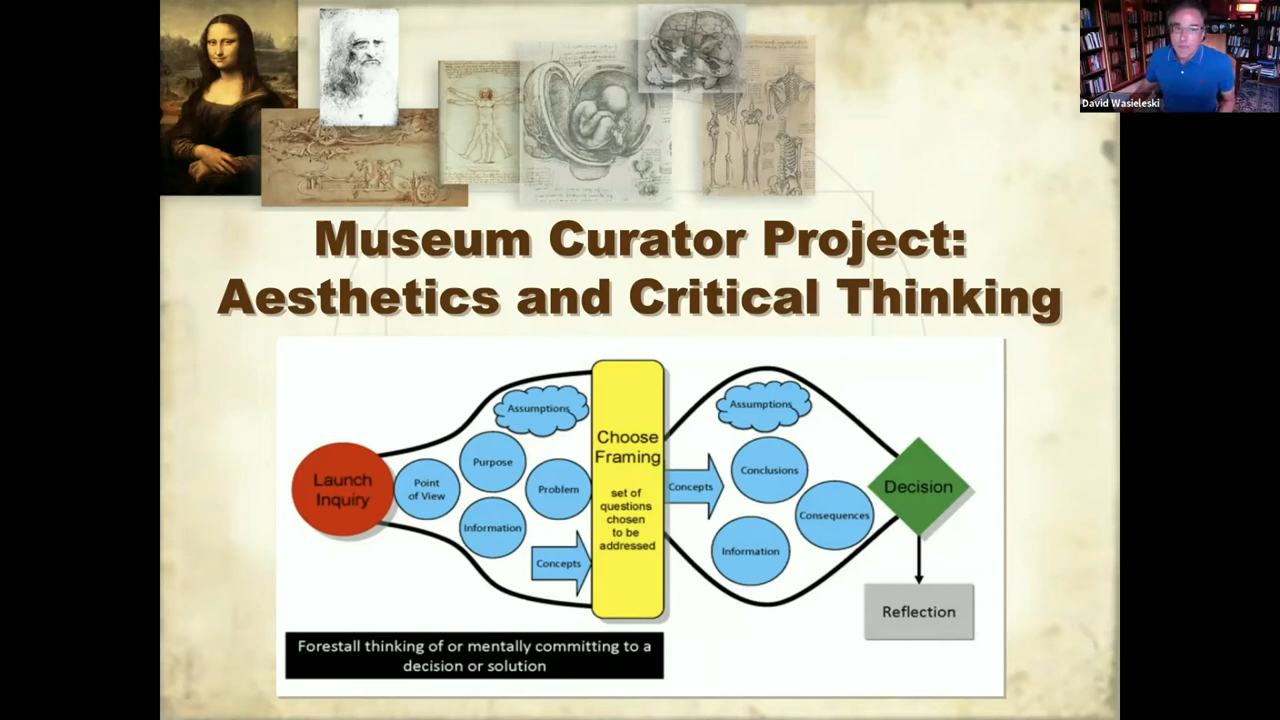 David Wasieleski
Museum Curator Project:
Aesthetics and Critical Thinking
Launch
Inquiry
Point
of View
Purpose
Information
Assumptions
Problem
Concepts
Choose
Framing
set of
questions
chosen
to be
addressed
Concepts
Assumptions
Conclusions
Consequences
Information
Decision
Reflection
Forestall thinking of or mentally committing to a
decision or solution